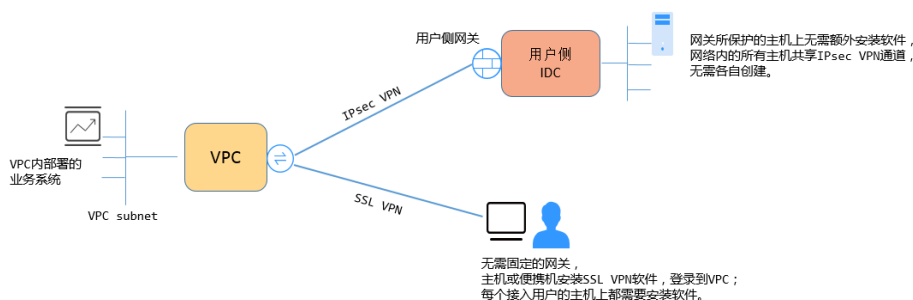 用户侧网关
用户侧
IDC
网关所保护的主机上无需额外安装软件，
网络内的所有主机共享IPsec VPN通道，
无需各自创建。
IPsec VPN
VPC
VPC内部署的
业务系统
VPC subnet
SSL VPN
无需固定的网关，
主机或便携机安装SSL VPN软件，登录到VPC；
每个接入用户的主机上都需要安装软件。